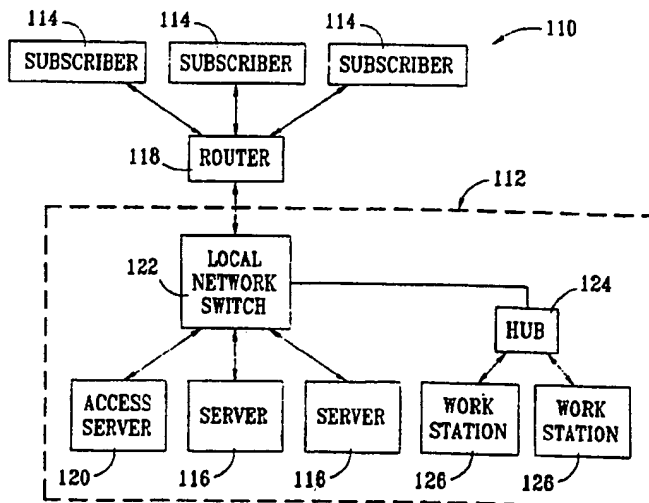 114
114
114
110
SUBSCRIBER
SUBSCRIBER
SUBSCRIBER
118
ROUTER
112
122
LOCAL
NETWORK
SWITCH
124
HUB
ACCESS
SERVER
SERVER
SERVER
WORK
STATION
WORK
STATION
120
116
118
126
126